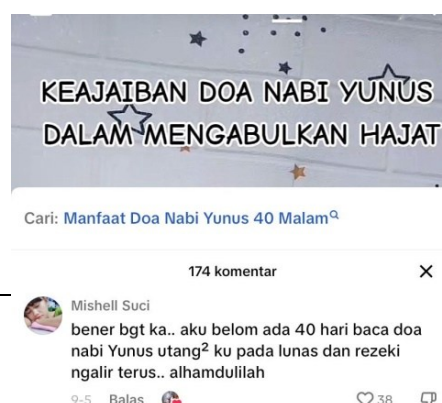 KEAJAIBAN DOA NABI YUNUS
DALAM MENGABULKAN HAJAT
Cari: Manfaat Doa Nabi Yunus 40 Malam
174 komentar
Mishell Suci
bener bgt ka.. aku belom ada 40 hari baca doa
nabi Yunus utang² ku pada lunas dan rezeki
ngalir terus.. alhamdulilah
9-5 Balas
38